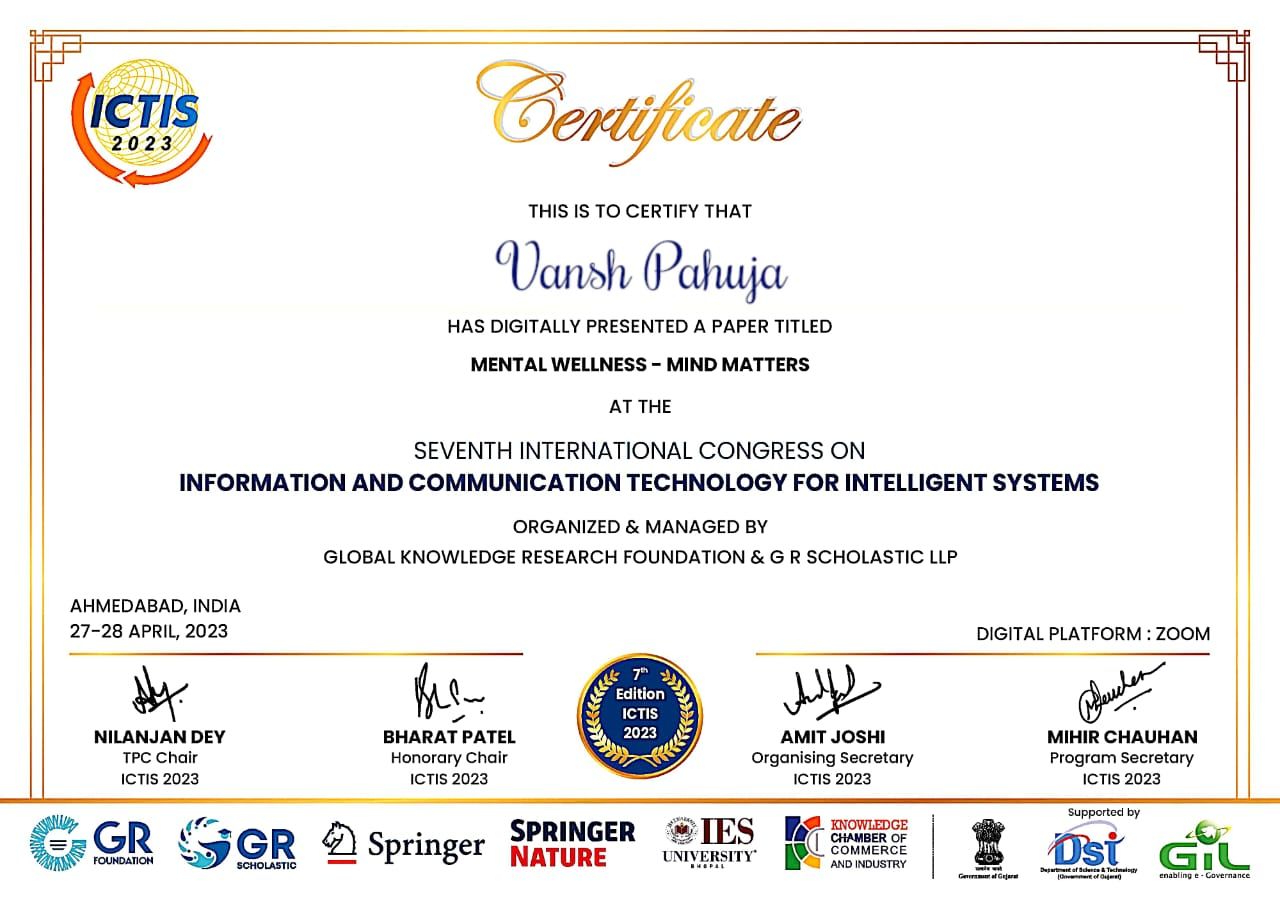 ICTIS
2023
Certificate
THIS IS TO CERTIFY THAT
Vansh Pahuja
HAS DIGITALLY PRESENTED A PAPER TITLED
MENTAL WELLNESS - MIND MATTERS
AT THE
SEVENTH INTERNATIONAL CONGRESS ON
INFORMATION AND COMMUNICATION TECHNOLOGY FOR INTELLIGENT SYSTEMS
ORGANIZED & MANAGED BY
GLOBAL KNOWLEDGE RESEARCH FOUNDATION & G R SCHOLASTIC LLP
AHMEDABAD, INDIA
27-28 APRIL, 2023
DIGITAL PLATFORM : ZOOM
NILANJAN DEY
TPC Chair
ICTIS 2023
BHARAT PATEL
Honorary Chair
ICTIS 2023
7th
Edition
ICTIS
2023
AMIT JOSHI
Organising Secretary
ICTIS 2023
MIHIR CHAUHAN
Program Secretary
ICTIS 2023
GR
FOUNDATION
GR
SCHOLASTIC
Springer
SPRINGER
NATURE
IES
UNIVERSITY
BHOPAL
KNOWLEDGE
CHAMBER OF
COMMERCE
AND INDUSTRY
Government of Gujarat
Supported by
DST
Department of Science & Technology
(Government of Gujarat)
GIL
enabling e - Governance